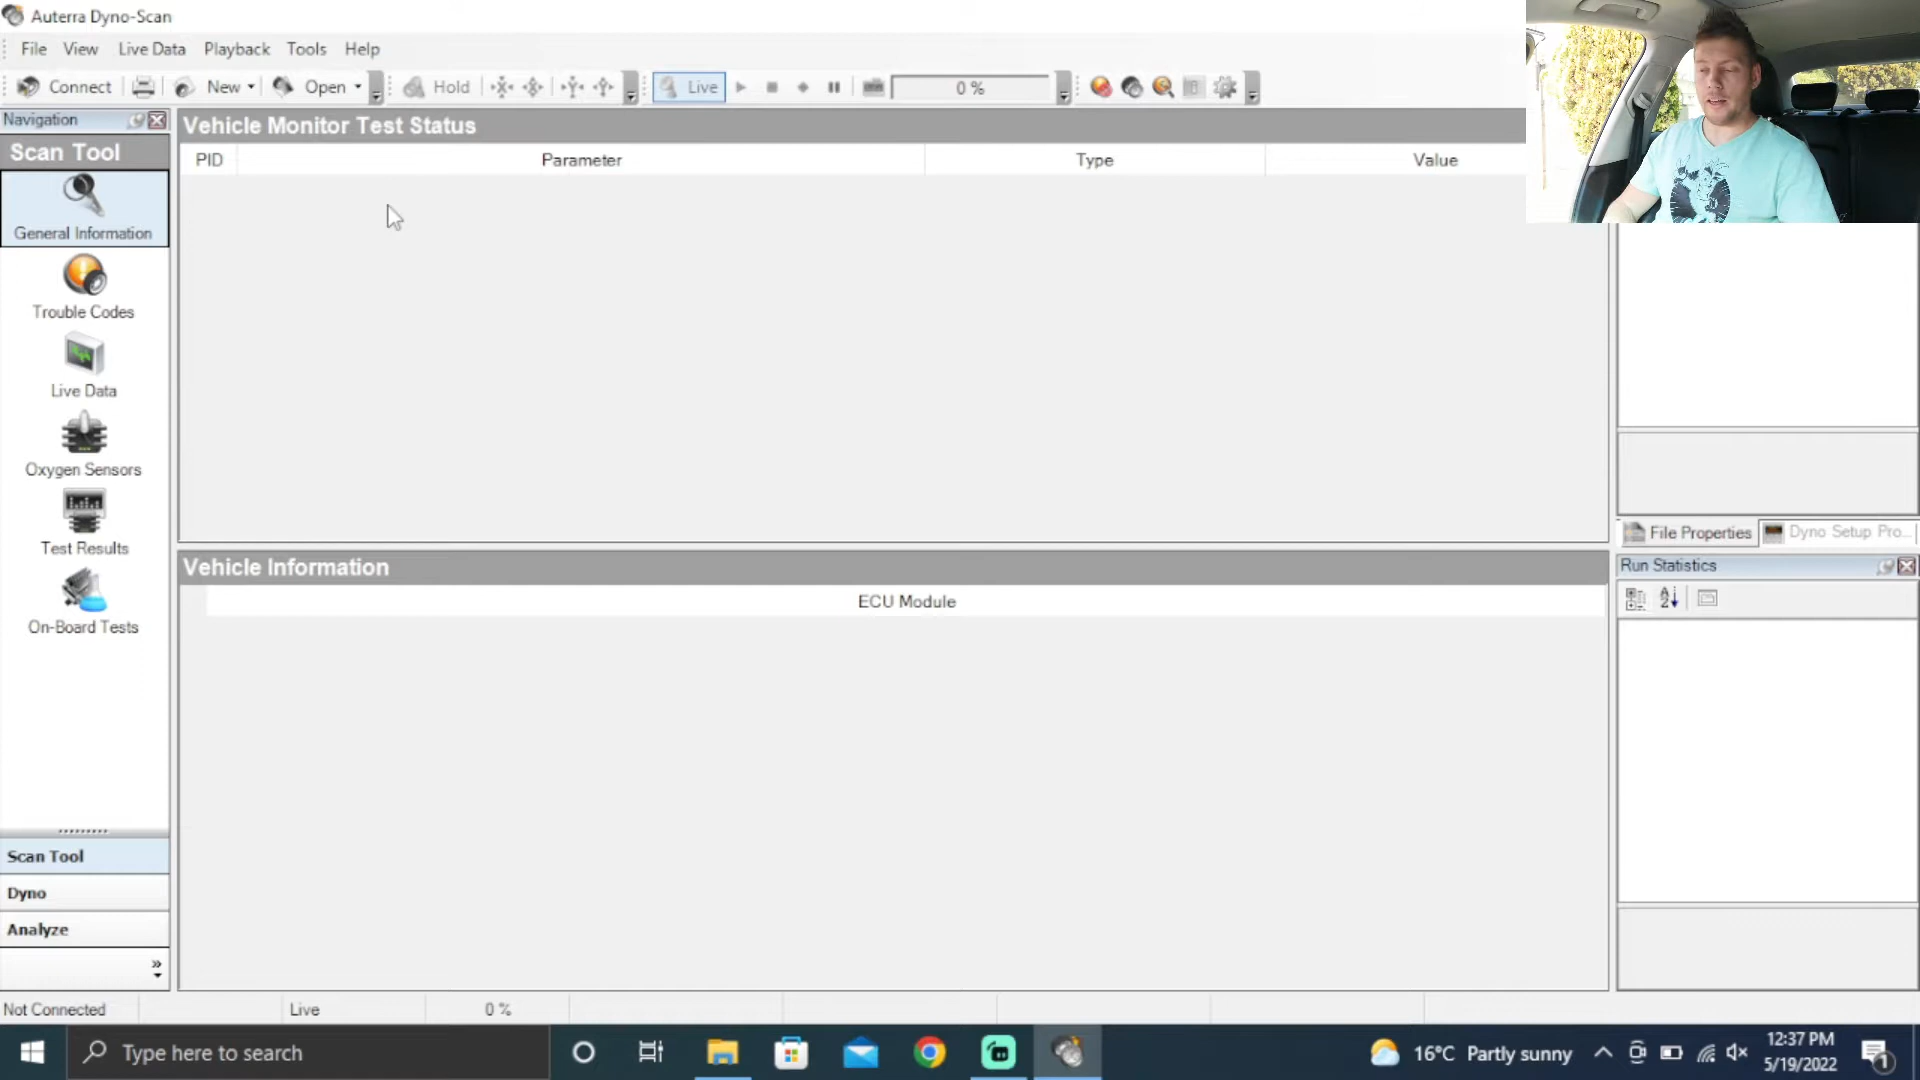 Auterra Dyno-Scan
File View Live Data Playback Tools Help
Connect New Open Hold Live 0 %
Navigation
Scan Tool
General Information
Trouble Codes
Live Data
Oxygen Sensors
Test Results
On-Board Tests
Scan Tool
Dyno
Analyze
Vehicle Monitor Test Status
PID Parameter Type Value
Vehicle Information
ECU Module
File Properties Dyno Setup Pro...
Run Statistics
Not Connected Live 0 %
Type here to search
16°C Partly sunny
12:37 PM
5/19/2022
1